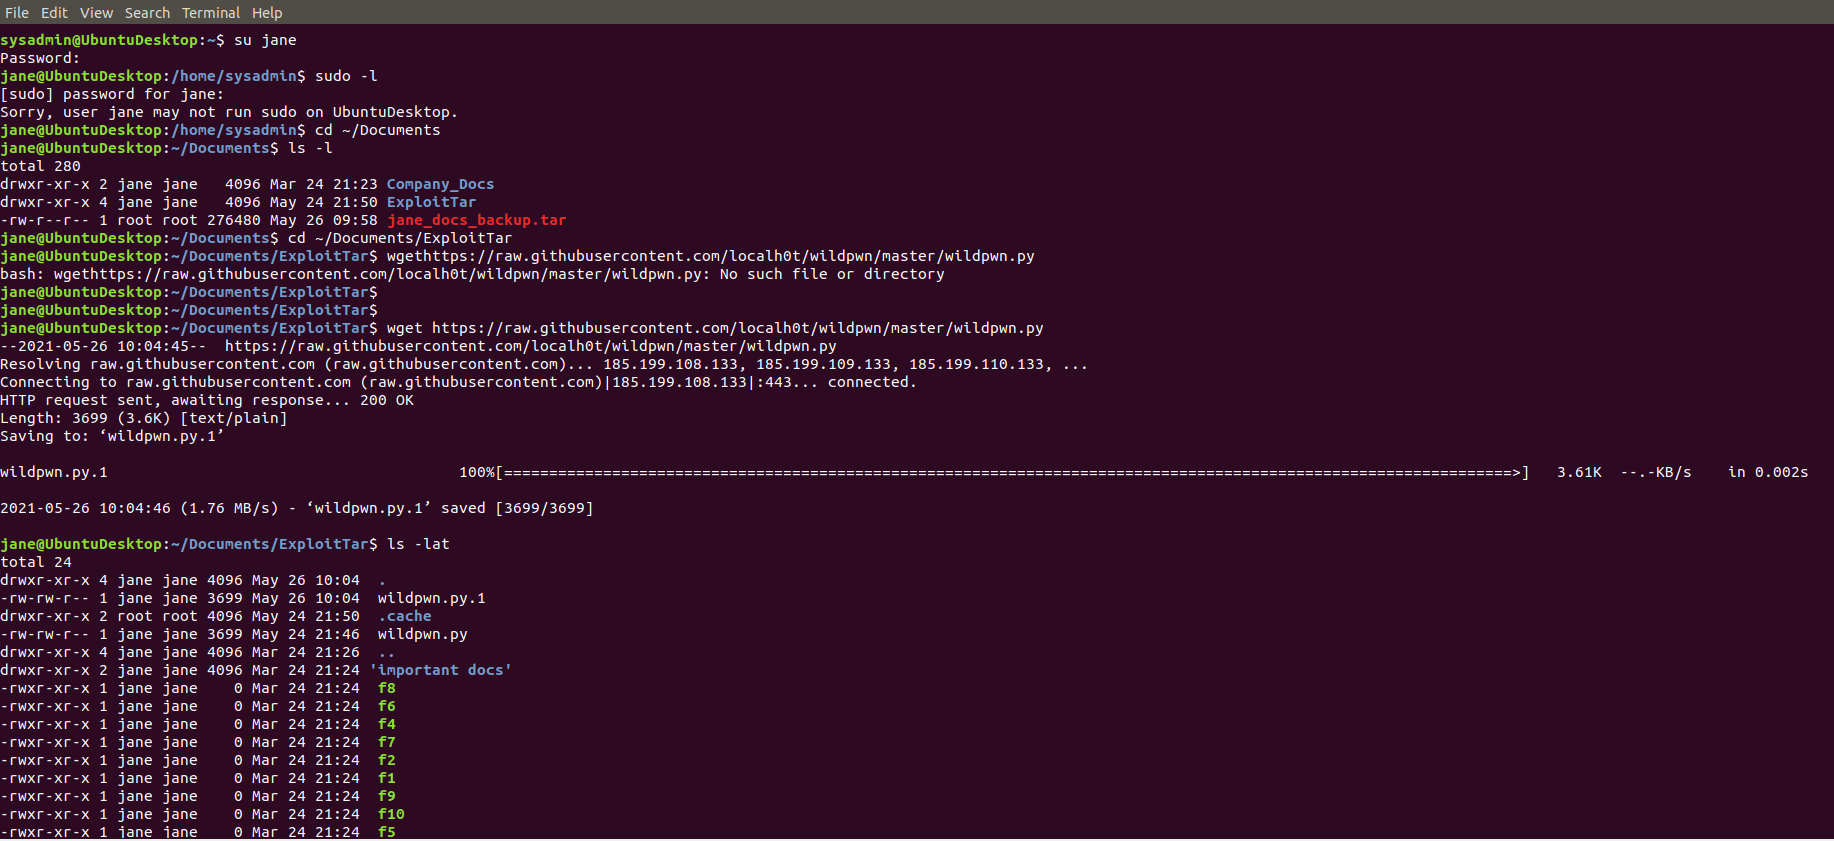 File Edit View Search Terminal Help
sysadmin@UbuntuDesktop:~$ su jane
Password:
jane@UbuntuDesktop:/home/sysadmin$ sudo -l
[sudo] password for jane:
Sorry, user jane may not run sudo on UbuntuDesktop.
jane@UbuntuDesktop:/home/sysadmin$ cd ~/Documents
jane@UbuntuDesktop:~/Documents$ ls -l
total 280
drwxr-xr-x 2 jane jane   4096 Mar 24 21:23 Company_Docs
drwxr-xr-x 4 jane jane   4096 May 24 21:50 ExploitTar
-rw-r--r-- 1 root root 276480 May 26 09:58 jane_docs_backup.tar
jane@UbuntuDesktop:~/Documents$ cd ~/Documents/ExploitTar
jane@UbuntuDesktop:~/Documents/ExploitTar$ wgethttps://raw.githubusercontent.com/localh0t/wildpwn/master/wildpwn.py
bash: wgethttps://raw.githubusercontent.com/localh0t/wildpwn/master/wildpwn.py: No such file or directory
jane@UbuntuDesktop:~/Documents/ExploitTar$
jane@UbuntuDesktop:~/Documents/ExploitTar$
jane@UbuntuDesktop:~/Documents/ExploitTar$ wget https://raw.githubusercontent.com/localh0t/wildpwn/master/wildpwn.py
--2021-05-26 10:04:45--  https://raw.githubusercontent.com/localh0t/wildpwn/master/wildpwn.py
Resolving raw.githubusercontent.com (raw.githubusercontent.com)... 185.199.108.133, 185.199.109.133, 185.199.110.133, ...
Connecting to raw.githubusercontent.com (raw.githubusercontent.com)|185.199.108.133|:443... connected.
HTTP request sent, awaiting response... 200 OK
Length: 3699 (3.6K) [text/plain]
Saving to: ‘wildpwn.py.1’
wildpwn.py.1 100%[================================================================================================================>] 3.61K --.-KB/s in 0.002s
2021-05-26 10:04:46 (1.76 MB/s) - ‘wildpwn.py.1’ saved [3699/3699]
jane@UbuntuDesktop:~/Documents/ExploitTar$ ls -lat
total 24
drwxr-xr-x 4 jane jane 4096 May 26 10:04  .
-rw-rw-r-- 1 jane jane 3699 May 26 10:04  wildpwn.py.1
drwxr-xr-x 2 root root 4096 May 24 21:50  .cache
-rw-rw-r-- 1 jane jane 3699 May 24 21:46  wildpwn.py
drwxr-xr-x 4 jane jane 4096 Mar 24 21:26  ..
drwxr-xr-x 2 jane jane 4096 Mar 24 21:24 'important docs'
-rwxr-xr-x 1 jane jane    0 Mar 24 21:24  f8
-rwxr-xr-x 1 jane jane    0 Mar 24 21:24  f6
-rwxr-xr-x 1 jane jane    0 Mar 24 21:24  f4
-rwxr-xr-x 1 jane jane    0 Mar 24 21:24  f7
-rwxr-xr-x 1 jane jane    0 Mar 24 21:24  f2
-rwxr-xr-x 1 jane jane    0 Mar 24 21:24  f1
-rwxr-xr-x 1 jane jane    0 Mar 24 21:24  f9
-rwxr-xr-x 1 jane jane    0 Mar 24 21:24  f10
-rwxr-xr-x 1 jane jane    0 Mar 24 21:24  f5